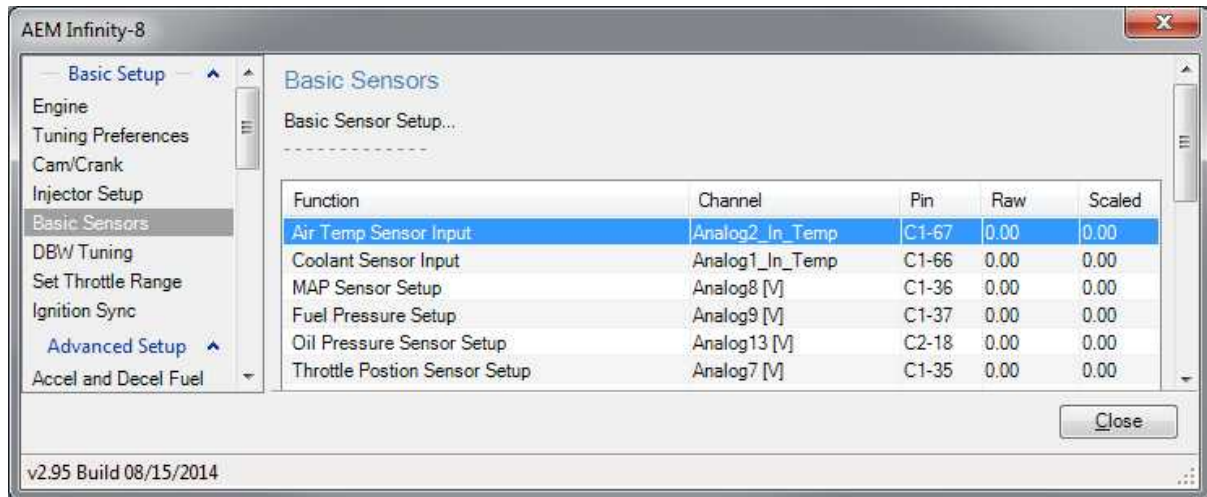 AEM Infinity-8
Basic Setup
Engine
Tuning Preferences
Cam/Crank
Injector Setup
Basic Sensors
DBW Tuning
Set Throttle Range
Ignition Sync
Advanced Setup
Accel and Decel Fuel
Basic Sensors
Basic Sensor Setup...
Function Channel Pin Raw Scaled
Air Temp Sensor Input Analog2_In_Temp C1-67 0.00 0.00
Coolant Sensor Input Analog1_In_Temp C1-66 0.00 0.00
MAP Sensor Setup Analog8 [V] C1-36 0.00 0.00
Fuel Pressure Setup Analog9 [V] C1-37 0.00 0.00
Oil Pressure Sensor Setup Analog13 [V] C2-18 0.00 0.00
Throttle Postion Sensor Setup Analog7 [V] C1-35 0.00 0.00
Close
v2.95 Build 08/15/2014